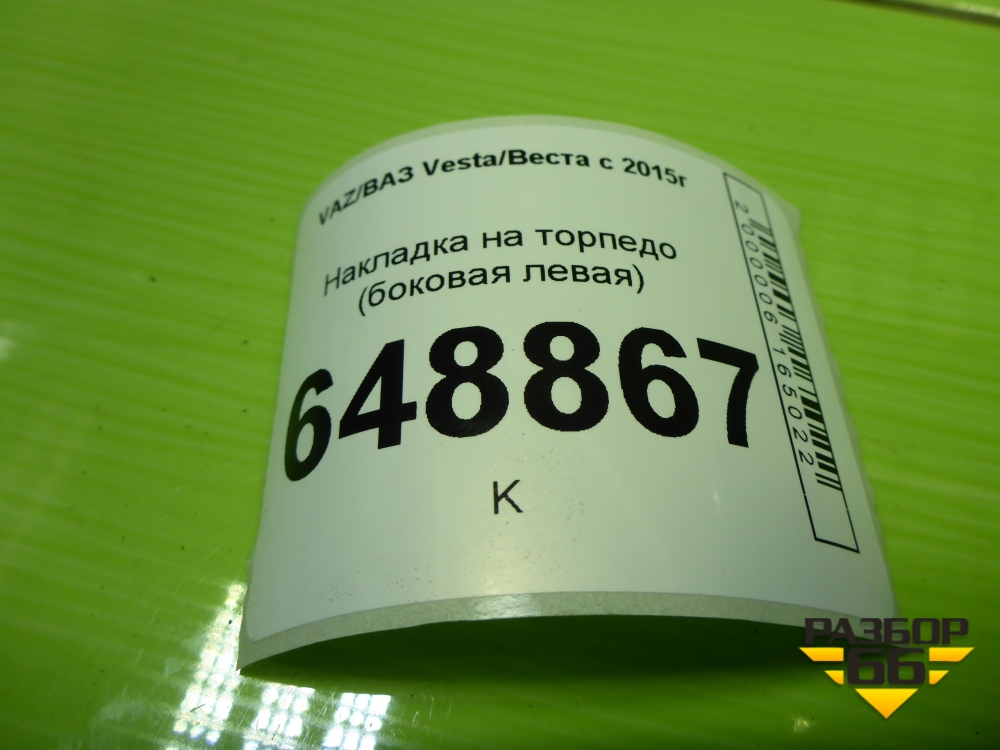 VAZ/ВАЗ Vesta/Веста с 2015г
Накладка на торпедо
(боковая левая)
648867
К
2000006165022
РАЗБОР
66